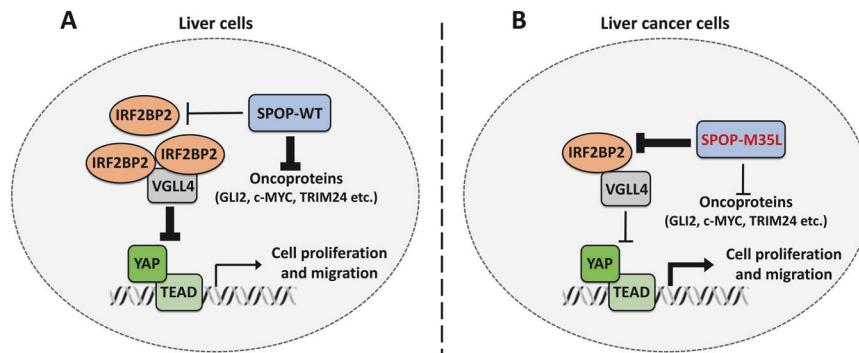 A
Liver cells
IRF2BP2
SPOP-WT
IRF2BP2
IRF2BP2
VGLL4
Oncoproteins
(GLI2, c-MYC, TRIM24 etc.)
YAP
TEAD
Cell proliferation
and migration
B
Liver cancer cells
IRF2BP2
SPOP-M35L
VGLL4
Oncoproteins
(GLI2, c-MYC, TRIM24 etc.)
YAP
TEAD
Cell proliferation
and migration